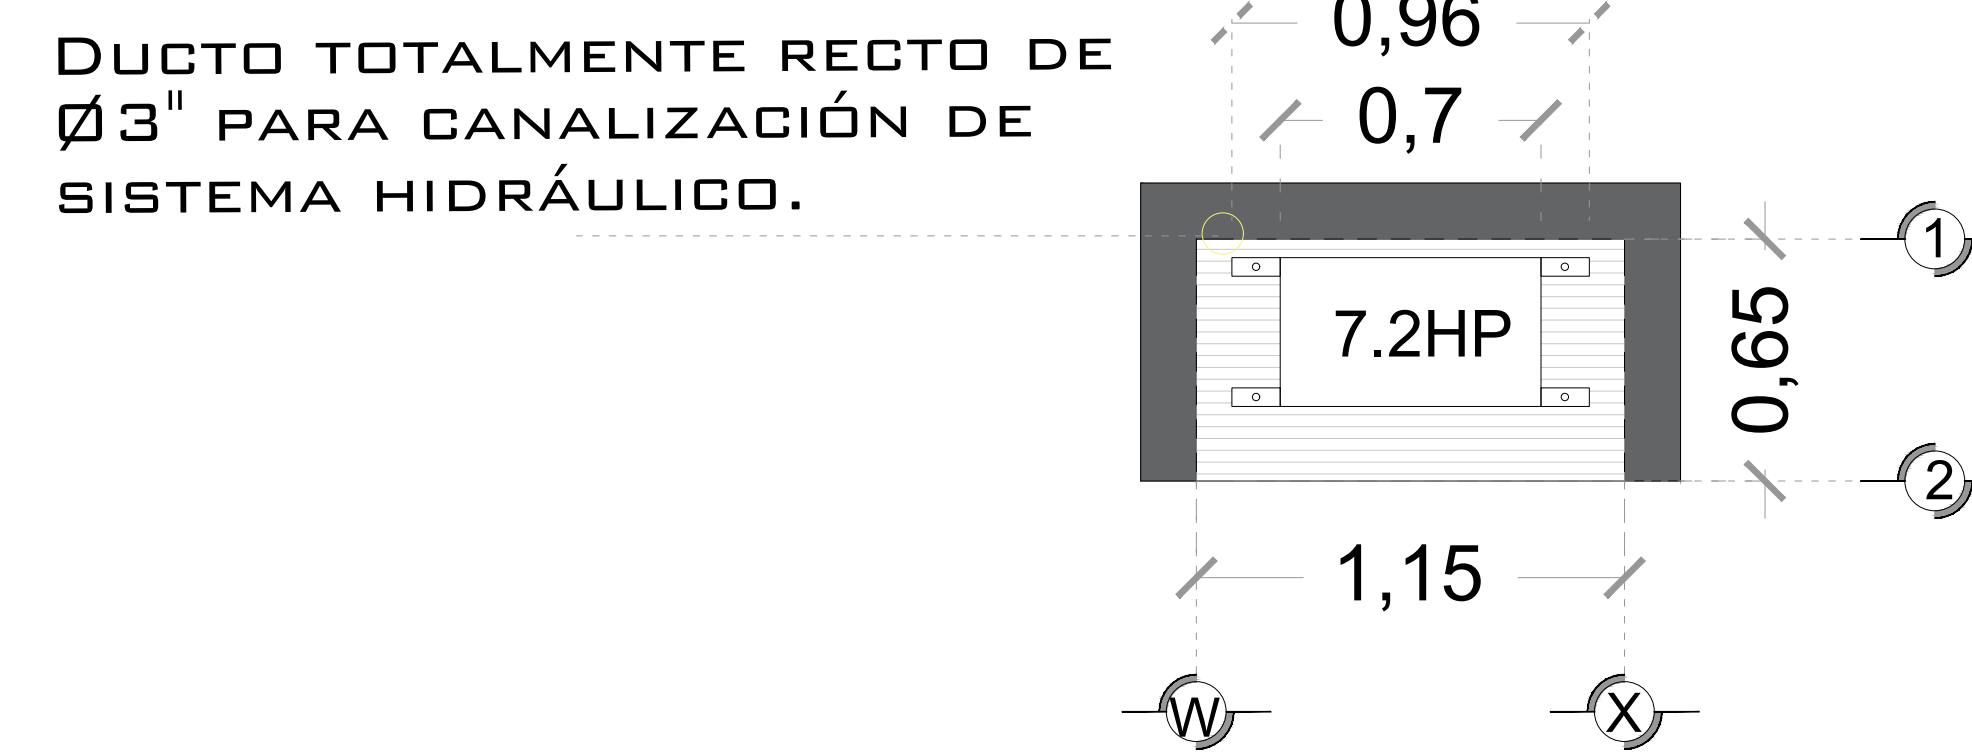 DUCTO TOTALMENTE RECTO DE
Ø3" PARA CANALIZACIÓN DE
SISTEMA HIDRÁULICO.
0,96
0,7
1
7.2HP
0,65
2
1,15
W
X